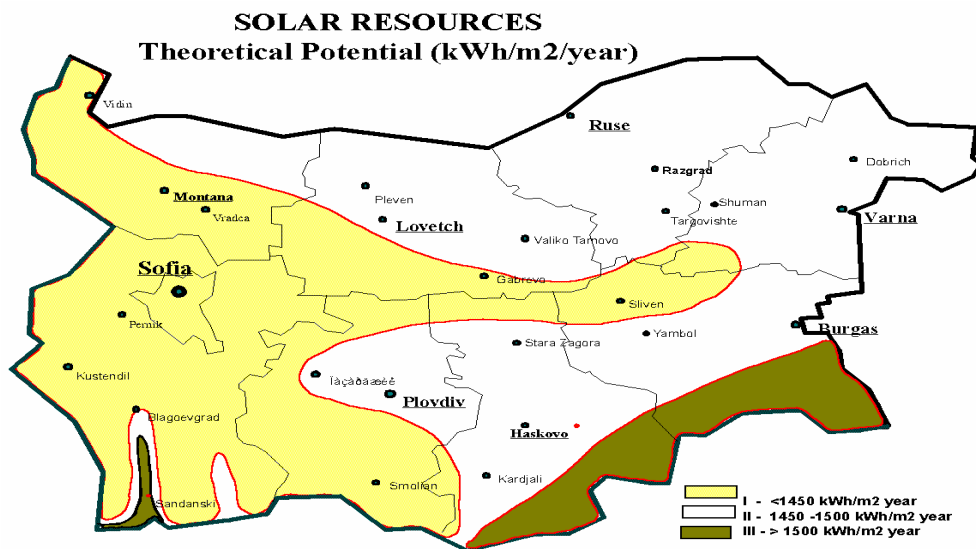 SOLAR RESOURCES
Theoretical Potential (kWh/m2/year)
Vidin
Ruse
Razgrad
Dobrich
Montana
Pleven
Shuman
Vradca
Targovishte
Varna
Lovetch
Valiko Tarnovo
Sofia
Gabrevo
Sliven
Pernik
Burgas
Yambol
Stara Zagora
Kustendil
Ïàçàðäæèê
Plovdiv
Blagoevgrad
Haskovo
Kardjali
Smolian
Sandanski
I - <1450 kWh/m2 year
II - 1450 -1500 kWh/m2 year
III - > 1500 kWh/m2 year